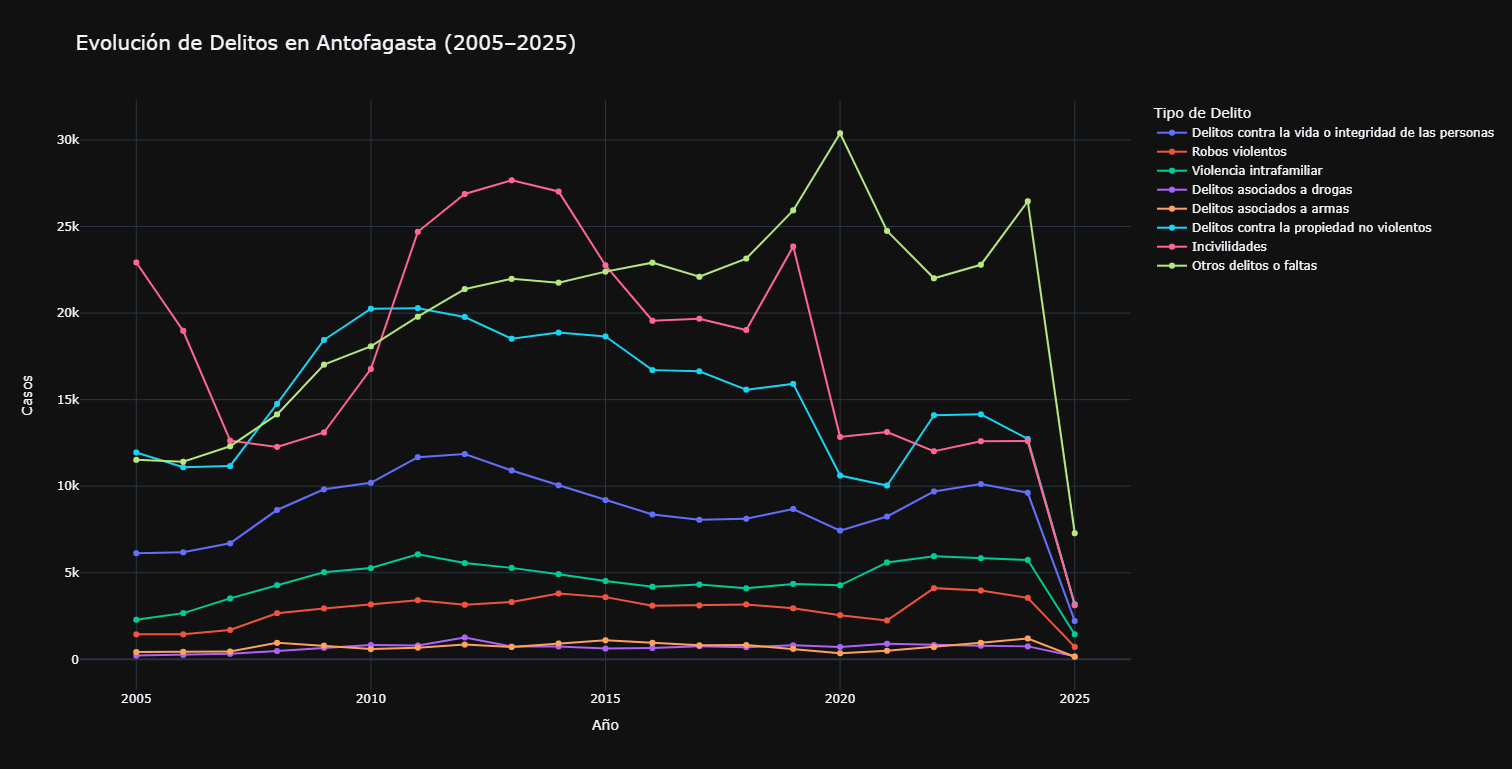 Evolución de Delitos en Antofagasta (2005–2025)
Tipo de Delito
Delitos contra la vida o integridad de las personas
Robos violentos
Violencia intrafamiliar
Delitos asociados a drogas
Delitos asociados a armas
Delitos contra la propiedad no violentos
Incivilidades
Otros delitos o faltas
Casos
30k
25k
20k
15k
10k
5k
0
2005
2010
2015
2020
2025
Año